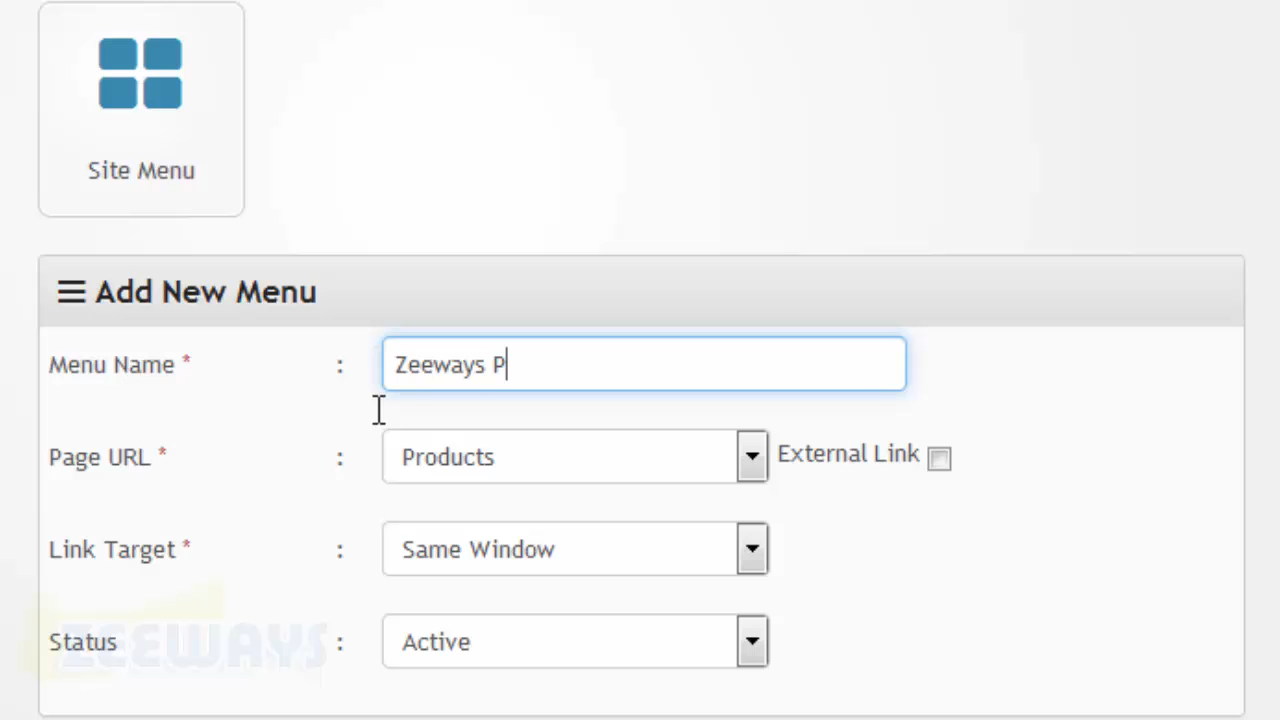 Site Menu
Add New Menu
Menu Name * : Zeeways P
Page URL * : Products External Link
Link Target * : Same Window
Status : Active
ZEEWAYS